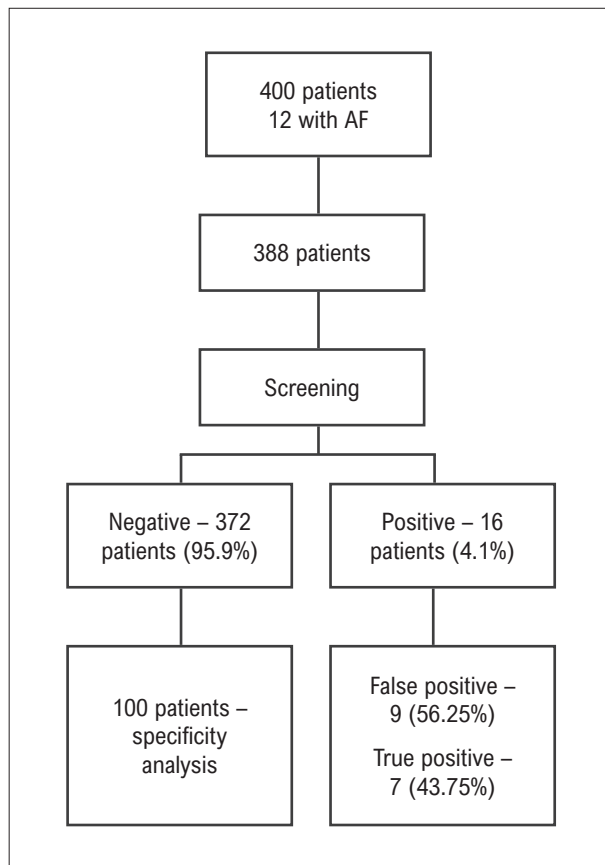 400 patients
12 with AF
388 patients
Screening
Negative – 372
patients (95.9%)
Positive – 16
patients (4.1%)
100 patients –
specificity
analysis
False positive –
9 (56.25%)
True positive –
7 (43.75%)